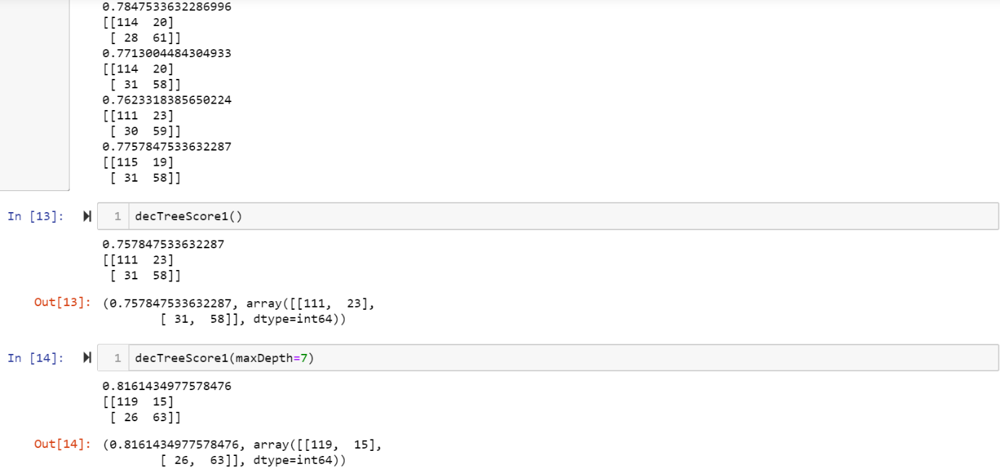 0.7847533632286996
[[114  20]
 [ 28  61]]
0.7713004484304933
[[114  20]
 [ 31  58]]
0.7623318385650224
[[111  23]
 [ 30  59]]
0.7757847533632287
[[115  19]
 [ 31  58]]
In [13]: 1 decTreeScore1()
0.757847533632287
[[111  23]
 [ 31  58]]
Out[13]: (0.757847533632287, array([[111,  23],
        [ 31,  58]], dtype=int64))
In [14]: 1 decTreeScore1(maxDepth=7)
0.8161434977578476
[[119  15]
 [ 26  63]]
Out[14]: (0.8161434977578476, array([[119,  15],
        [ 26,  63]], dtype=int64))